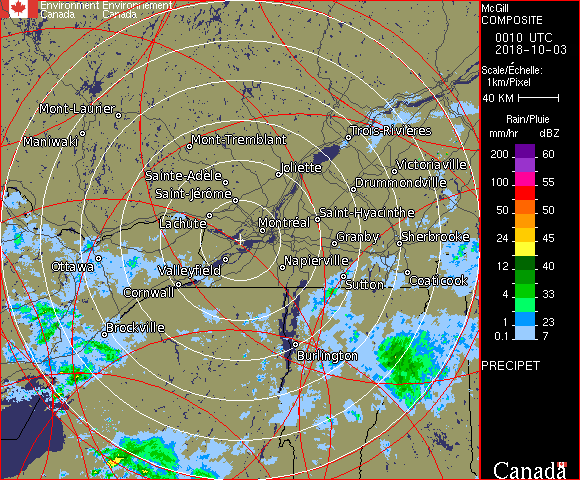 Environment Environnement
Canada Canada
McGill
COMPOSITE
0010 UTC
2018-10-03
Scale/Échelle:
1km/Pixel
40 KM
Rain/Pluie
mm/hr dBZ
200 60
100 55
50 50
24 45
12 40
4 33
1 23
0.1 7
PRECIPET
Canada
Mont-Laurier
Maniwaki
Mont-Tremblant
Trois-Rivières
Sainte-Adèle
Joliette
Victoriaville
Saint-Jérôme
Drummondville
Lachute
Montréal
Saint-Hyacinthe
Granby
Sherbrooke
Ottawa
Valleyfield
Napierville
Cornwall
Sutton
Coaticook
Brockville
Burlington